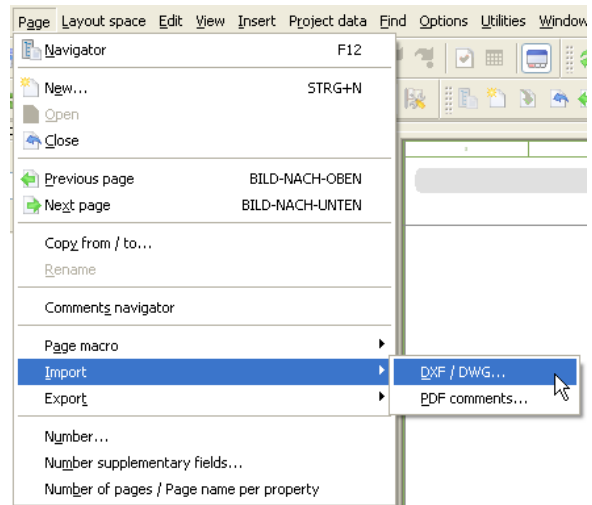 Page Layout space Edit View Insert Project data Find Options Utilities Window
Navigator F12
New... STRG+N
Open
Close
Previous page BILD-NACH-OBEN
Next page BILD-NACH-UNTEN
Copy from / to...
Rename
Comments navigator
Page macro
Import
DXF / DWG...
Export
PDF comments...
Number...
Number supplementary fields...
Number of pages / Page name per property